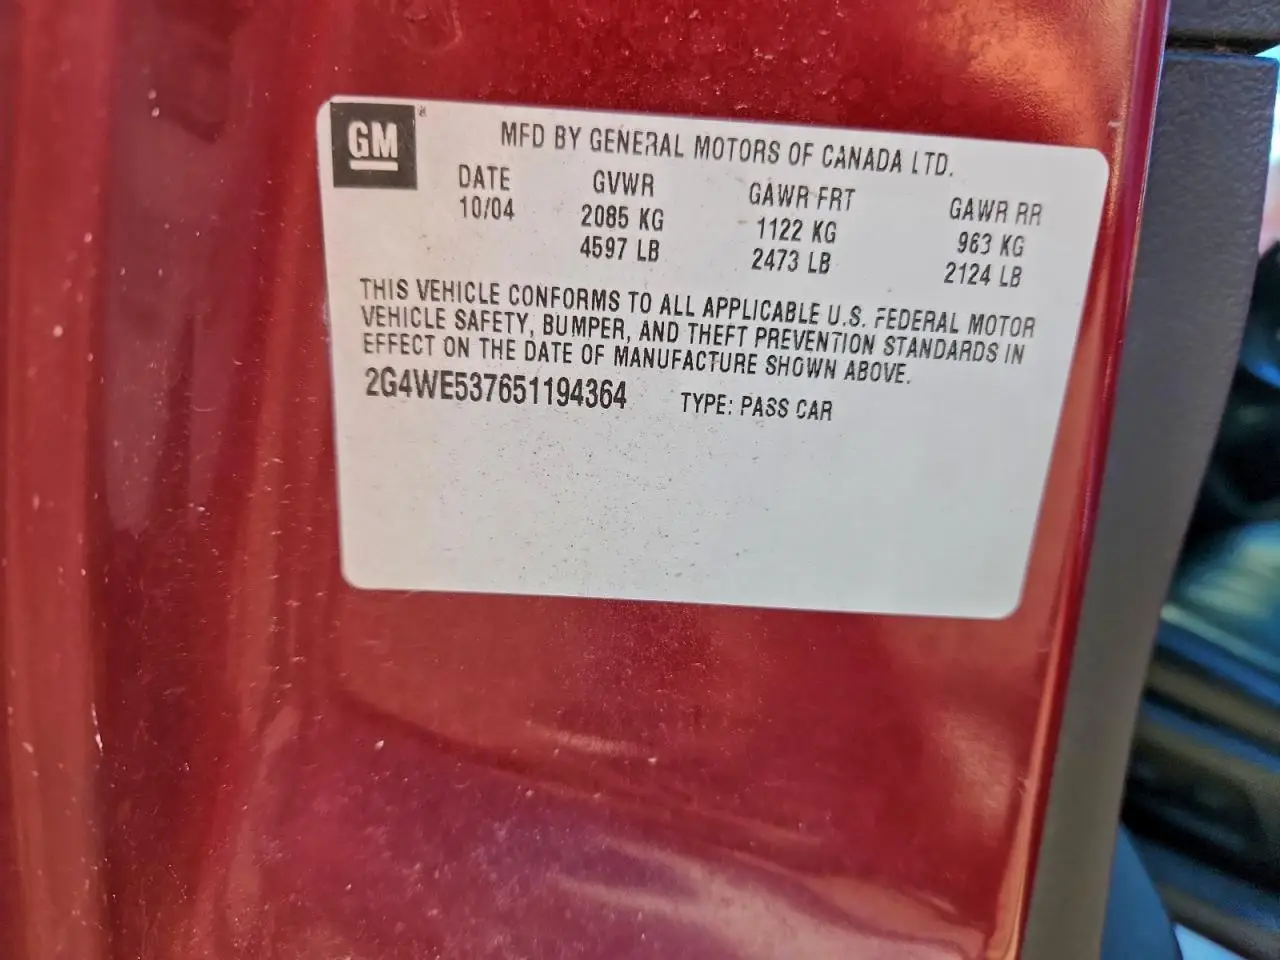 GM
MFD BY GENERAL MOTORS OF CANADA LTD.
DATE GVWR GAWR FRT GAWR RR
10/04 2085 KG 1122 KG 963 KG
4597 LB 2473 LB 2124 LB
THIS VEHICLE CONFORMS TO ALL APPLICABLE U.S. FEDERAL MOTOR
VEHICLE SAFETY, BUMPER, AND THEFT PREVENTION STANDARDS IN
EFFECT ON THE DATE OF MANUFACTURE SHOWN ABOVE.
2G4WE537651194364 TYPE: PASS CAR